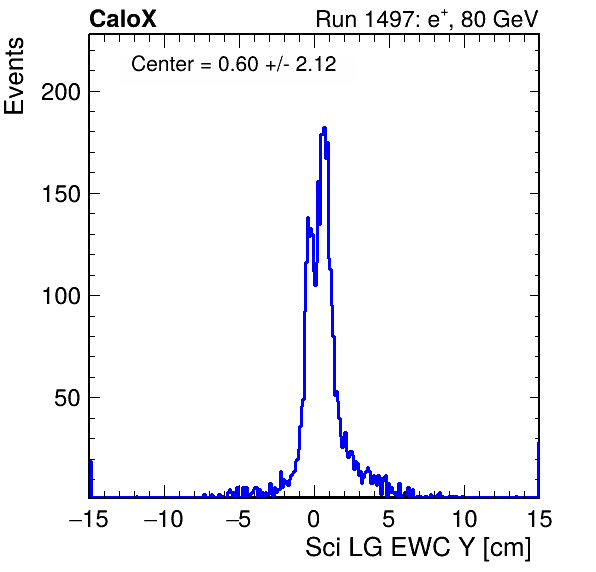 CaloX Run 1497: e⁺, 80 GeV
Center = 0.60 +/- 2.12
Events
200
150
100
50
−15 −10 −5 0 5 10 15
Sci LG EWC Y [cm]